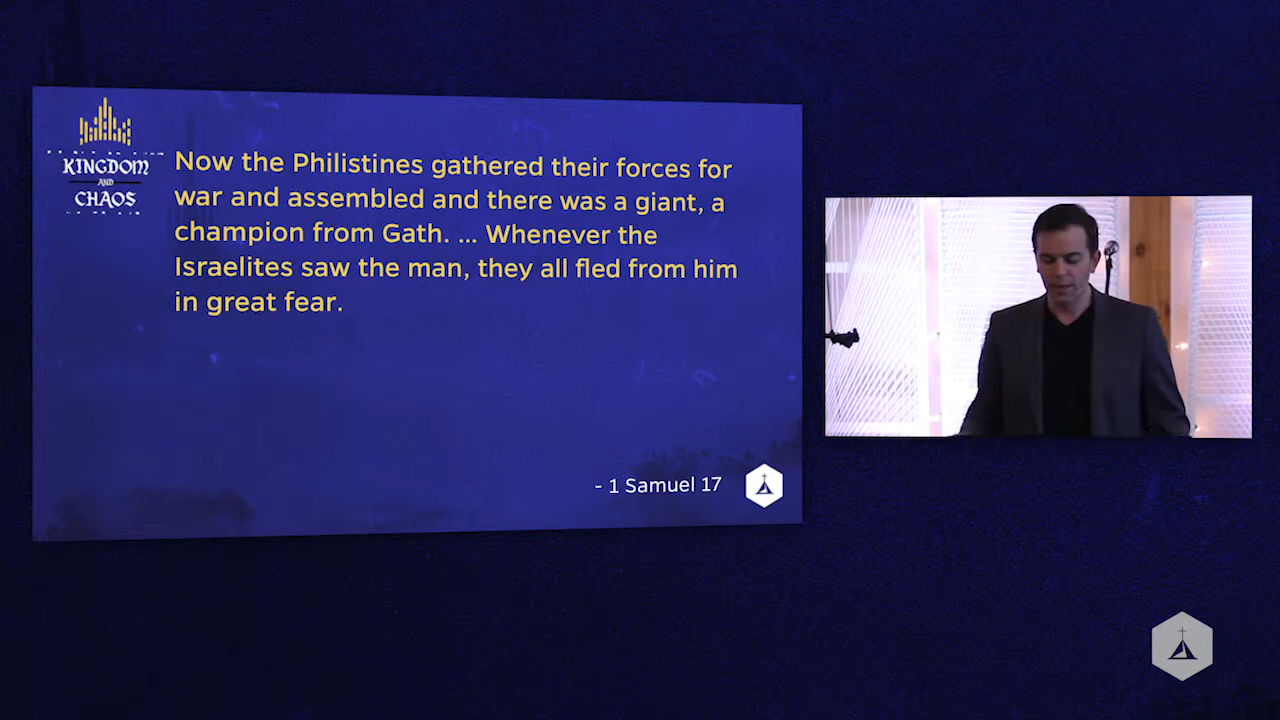 KINGDOM
AND
CHAOS
Now the Philistines gathered their forces for
war and assembled and there was a giant, a
champion from Gath. ... Whenever the
Israelites saw the man, they all fled from him
in great fear.
- 1 Samuel 17